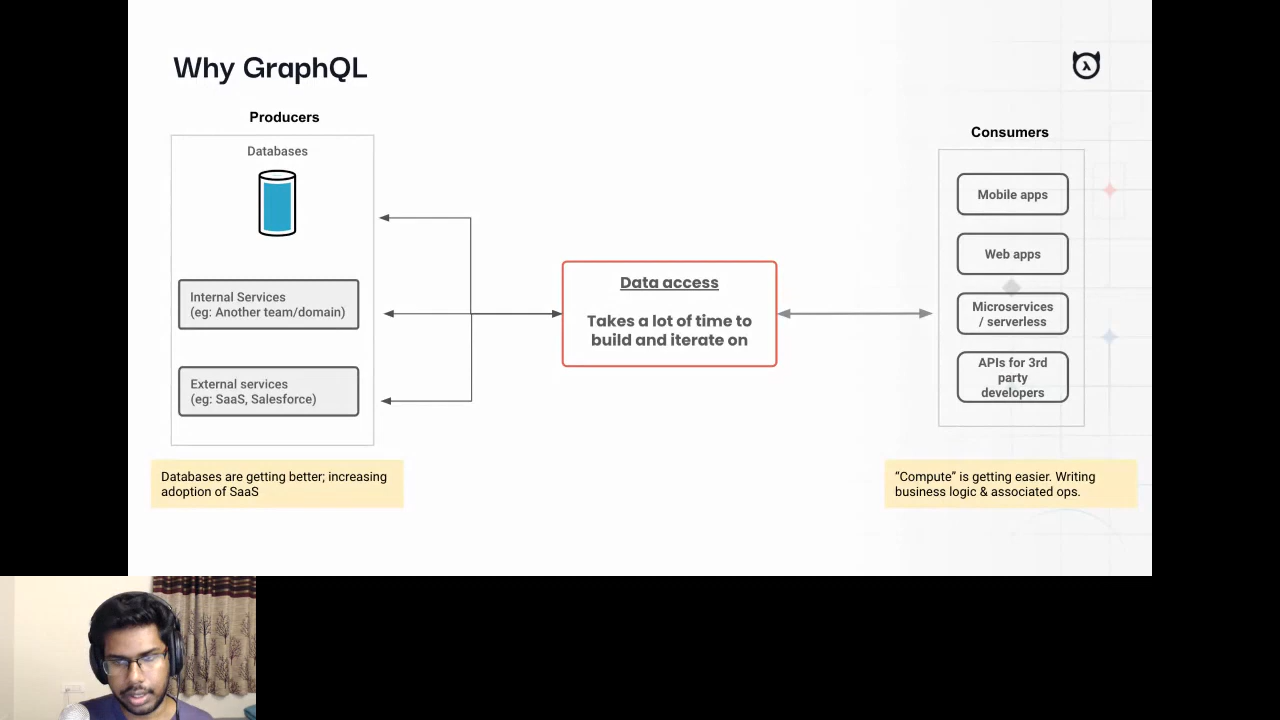 Why GraphQL
Producers
Databases
Internal Services
(eg: Another team/domain)
External services
(eg: SaaS, Salesforce)
Databases are getting better; increasing
adoption of SaaS
Data access
Takes a lot of time to
build and iterate on
Consumers
Mobile apps
Web apps
Microservices
/ serverless
APIs for 3rd
party
developers
“Compute” is getting easier. Writing
business logic & associated ops.